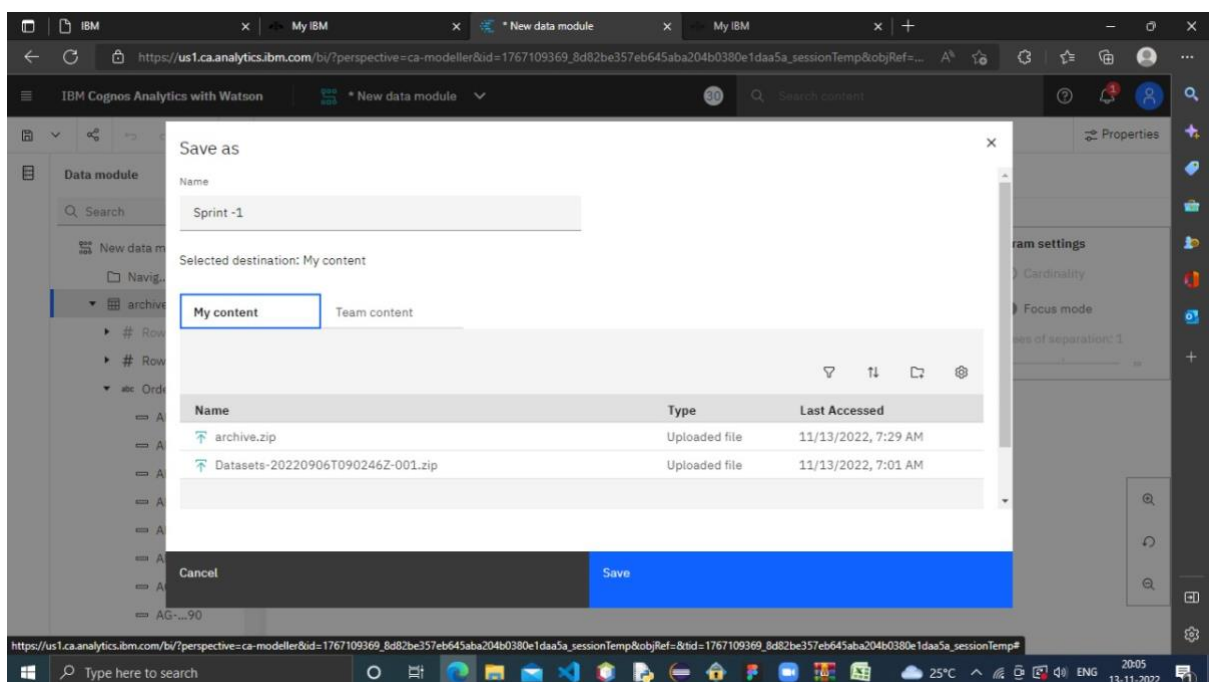 IBM
My IBM
* New data module
My IBM
https://us1.ca.analytics.ibm.com/bi/?perspective=ca-modeller&id=1767109369_8d82be357eb645aba204b0380e1daa5a_sessionTemp&objRef=...
IBM Cognos Analytics with Watson
* New data module
30
Search content
Properties
Data module
Search
New data m
Navig..
archive
# Row
# Row
abc Orde
A
A
A
A
A
A
A
AG-...90
Save as
Name
Sprint -1
Selected destination: My content
My content
Team content
Name Type Last Accessed
archive.zip Uploaded file 11/13/2022, 7:29 AM
Datasets-20220906T090246Z-001.zip Uploaded file 11/13/2022, 7:01 AM
Cancel
Save
ram settings
Cardinality
Focus mode
ees of separation: 1
https://us1.ca.analytics.ibm.com/bi/?perspective=ca-modeller&id=1767109369_8d82be357eb645aba204b0380e1daa5a_sessionTemp&objRef=&tid=1767109369_8d82be357eb645aba204b0380e1daa5a_sessionTemp#
Type here to search
25°C
ENG
20:05
13-11-2022